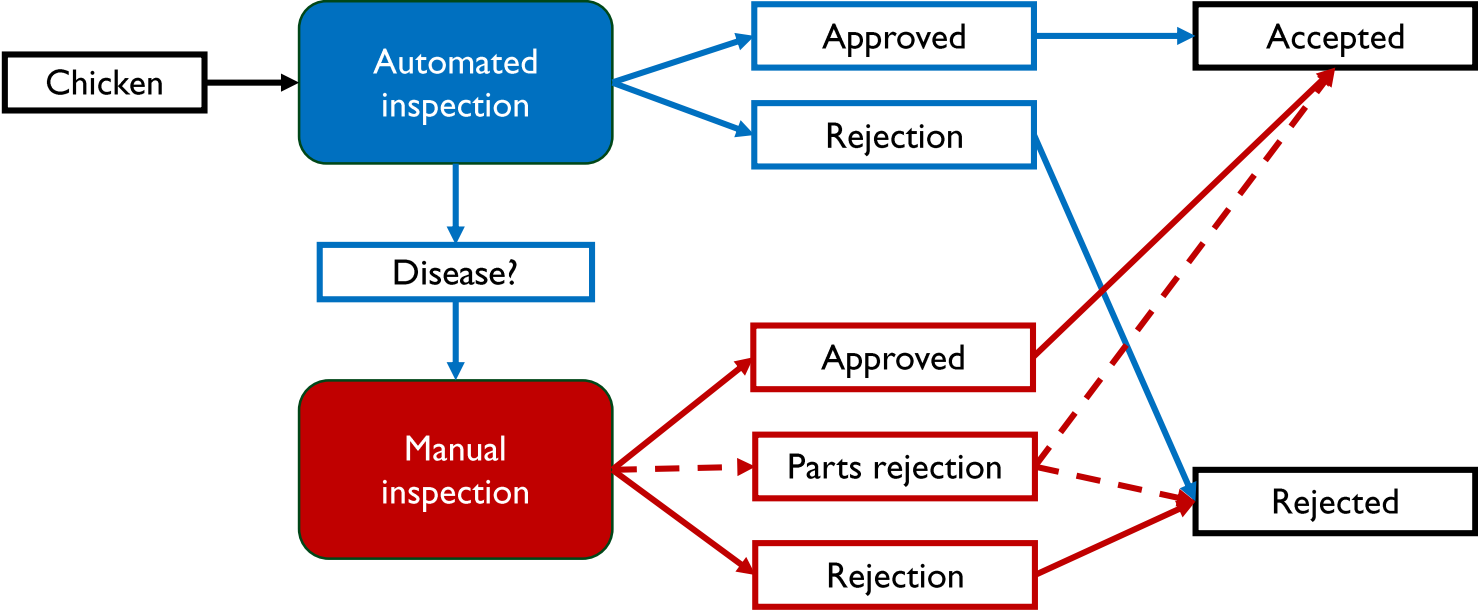 Chicken
Automated
inspection
Approved
Accepted
Rejection
Disease?
Manual
inspection
Approved
Parts rejection
Rejected
Rejection